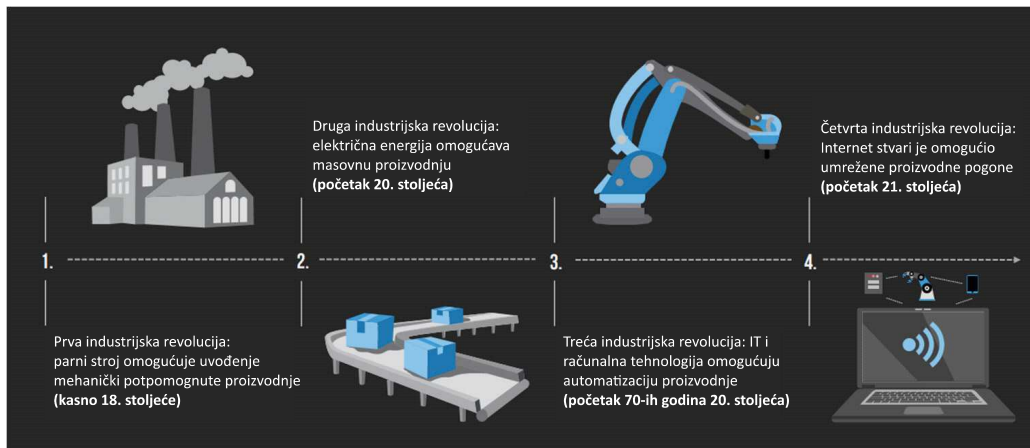 1.
Prva industrijska revolucija:
parni stroj omogućuje uvođenje
mehanički potpomognute proizvodnje
(kasno 18. stoljeće)
2.
Druga industrijska revolucija:
električna energija omogućava
masovnu proizvodnju
(početak 20. stoljeća)
3.
Treća industrijska revolucija: IT i
računalna tehnologija omogućuju
automatizaciju proizvodnje
(početak 70-ih godina 20. stoljeća)
4.
Četvrta industrijska revolucija:
Internet stvari je omogućio
umrežene proizvodne pogone
(početak 21. stoljeća)